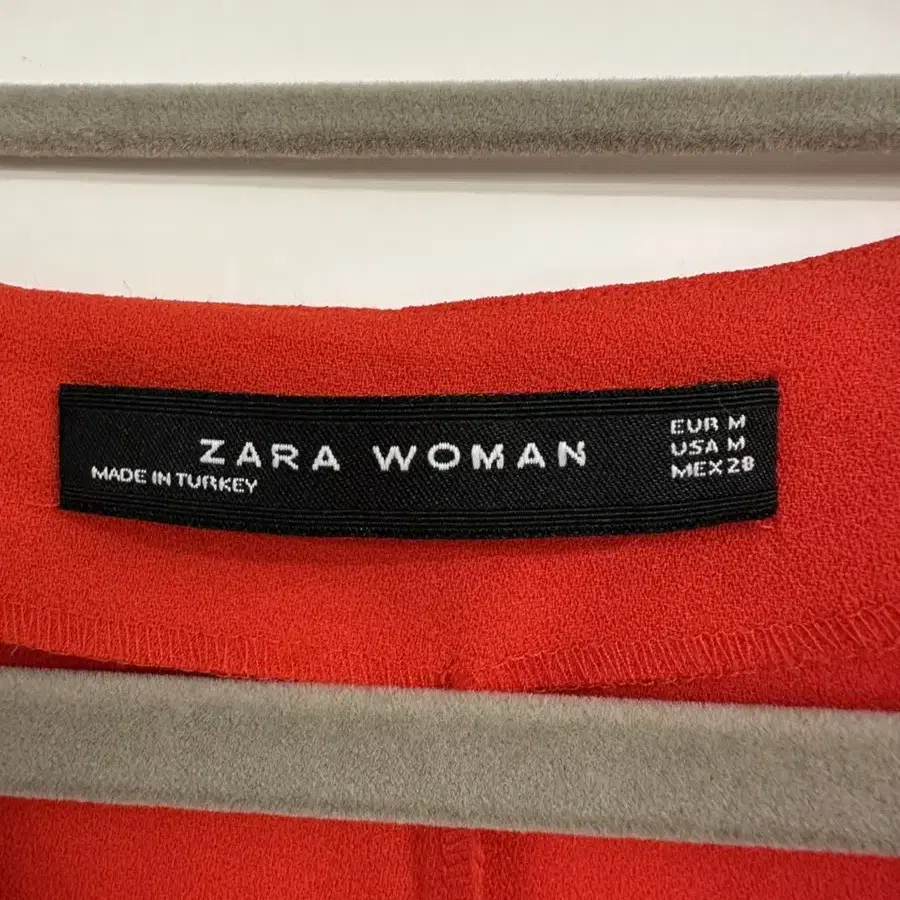 ZARA WOMAN
MADE IN TURKEY
EUR M
USA M
MEX 28